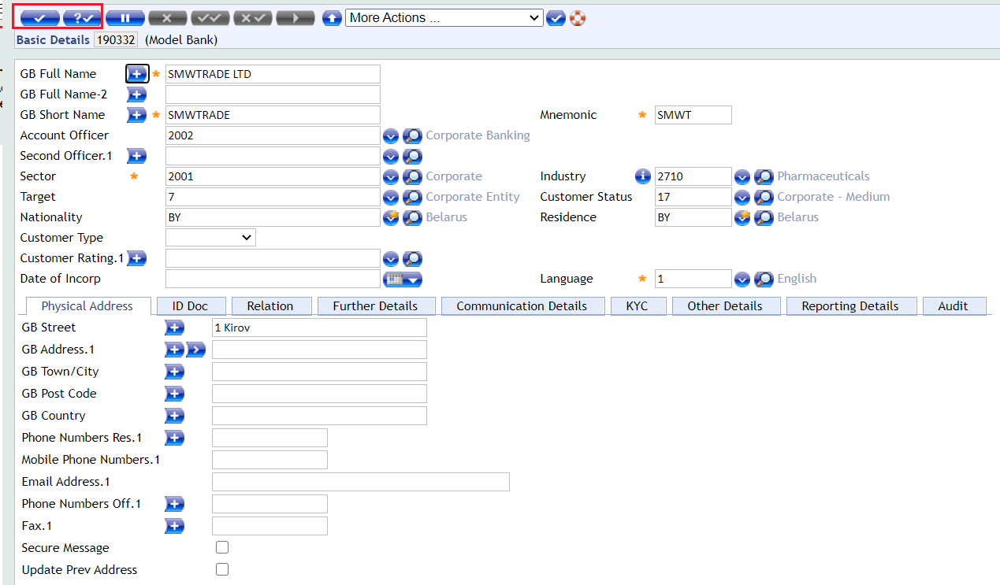 More Actions ...
Basic Details 190332 (Model Bank)
GB Full Name * SMWTRADE LTD
GB Full Name-2
GB Short Name * SMWTRADE Mnemonic * SMWT
Account Officer 2002 Corporate Banking
Second Officer.1
Sector * 2001 Corporate Industry 2710 Pharmaceuticals
Target 7 Corporate Entity Customer Status 17 Corporate - Medium
Nationality BY Belarus Residence BY Belarus
Customer Type
Customer Rating.1
Date of Incorp Language * 1 English
Physical Address ID Doc Relation Further Details Communication Details KYC Other Details Reporting Details Audit
GB Street 1 Kirov
GB Address.1
GB Town/City
GB Post Code
GB Country
Phone Numbers Res.1
Mobile Phone Numbers.1
Email Address.1
Phone Numbers Off.1
Fax.1
Secure Message
Update Prev Address